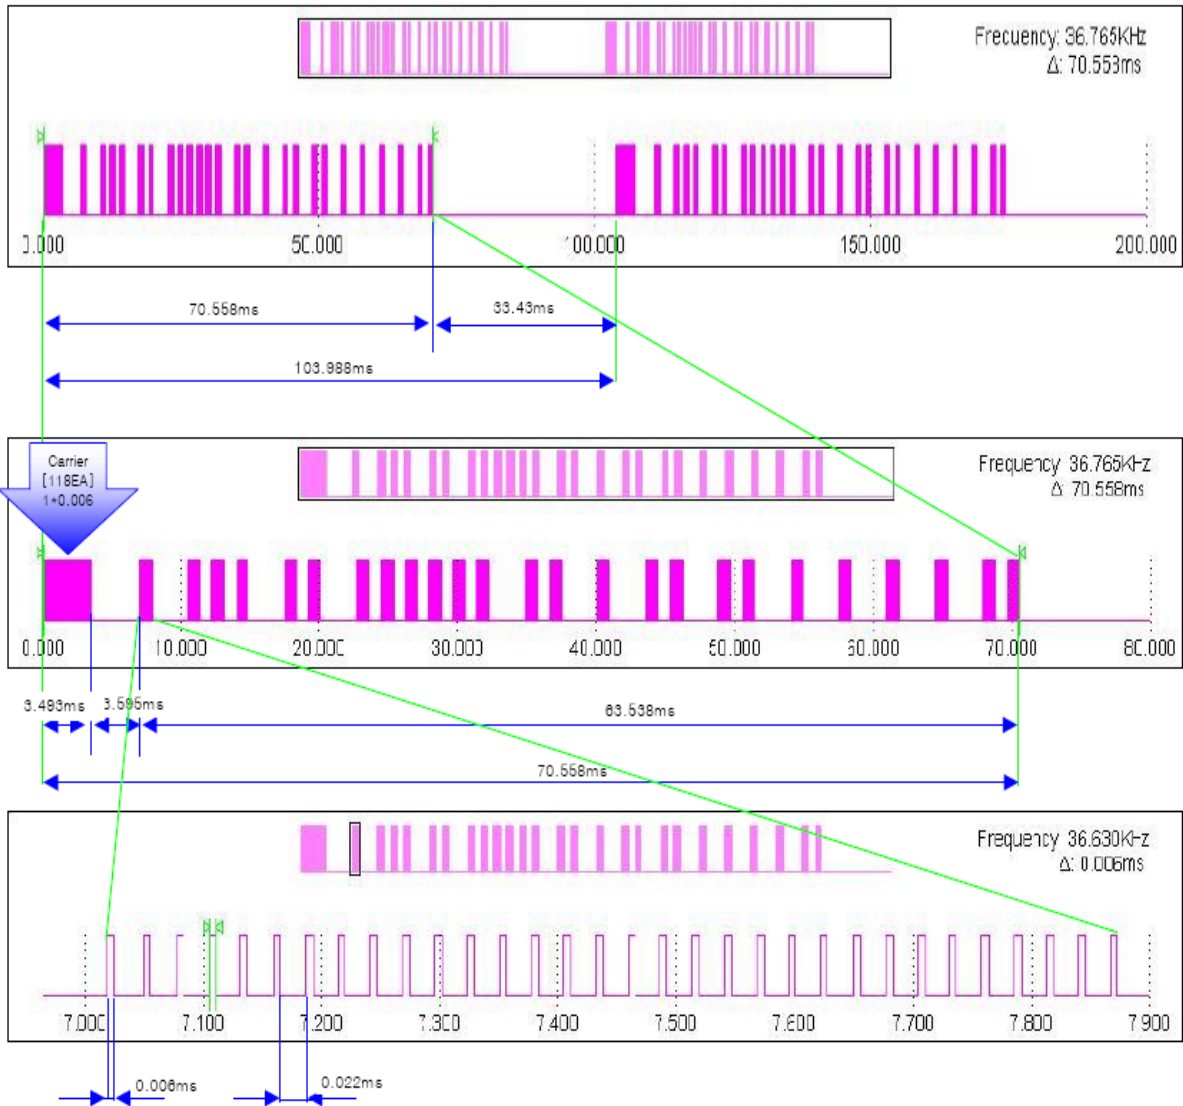 Frecuency: 36.765KHz
Δ: 70.553ms
0.000 50.000 100.000 150.000 200.000
70.558ms
33.43ms
103.988ms
Carrier
[118EA]
1*0.006
Frequency 36.765KHz
Δ: 70.558ms
0.000 10.000 20.000 30.000 40.000 50.000 60.000 70.000 80.000
3.493ms 3.595ms 63.538ms
70.558ms
Frequency 36.630KHz
Δ: 0.006ms
7.000 7.100 7.200 7.300 7.400 7.500 7.600 7.700 7.800 7.900
0.006ms 0.022ms